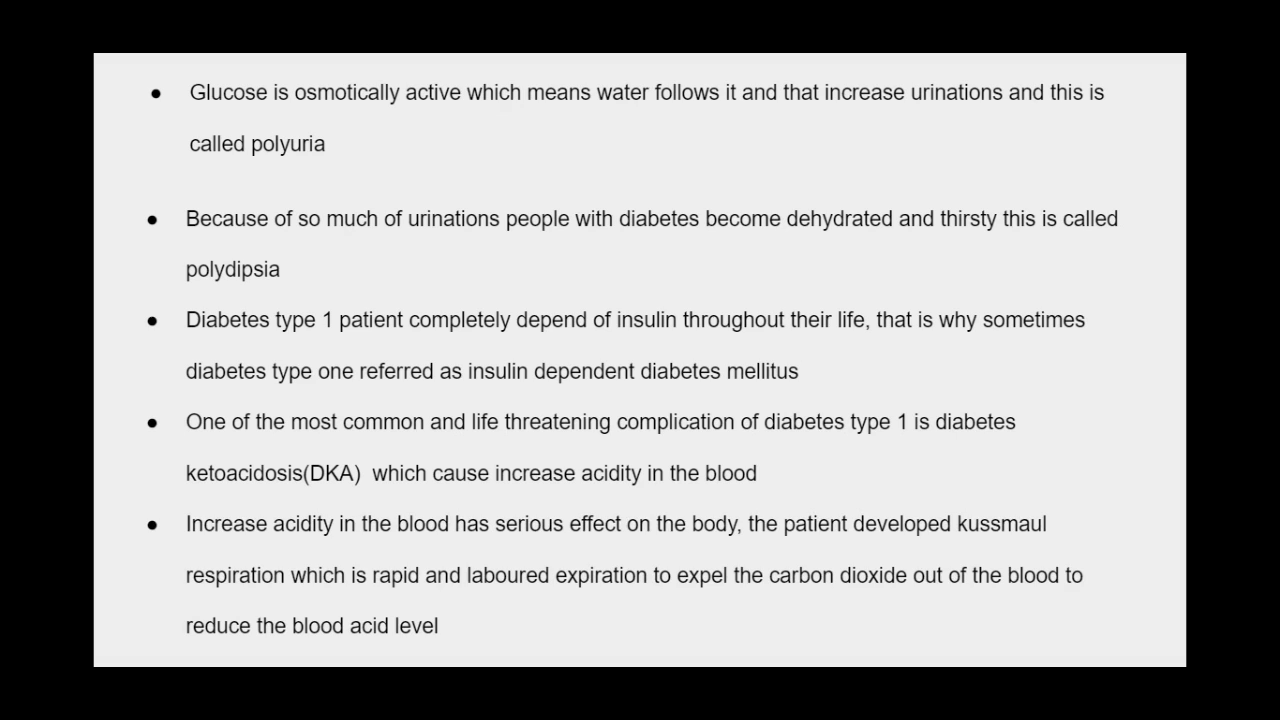 ● Glucose is osmotically active which means water follows it and that increase urinations and this is
called polyuria
● Because of so much of urinations people with diabetes become dehydrated and thirsty this is called
polydipsia
● Diabetes type 1 patient completely depend of insulin throughout their life, that is why sometimes
diabetes type one referred as insulin dependent diabetes mellitus
● One of the most common and life threatening complication of diabetes type 1 is diabetes
ketoacidosis(DKA)  which cause increase acidity in the blood
● Increase acidity in the blood has serious effect on the body, the patient developed kussmaul
respiration which is rapid and laboured expiration to expel the carbon dioxide out of the blood to
reduce the blood acid level